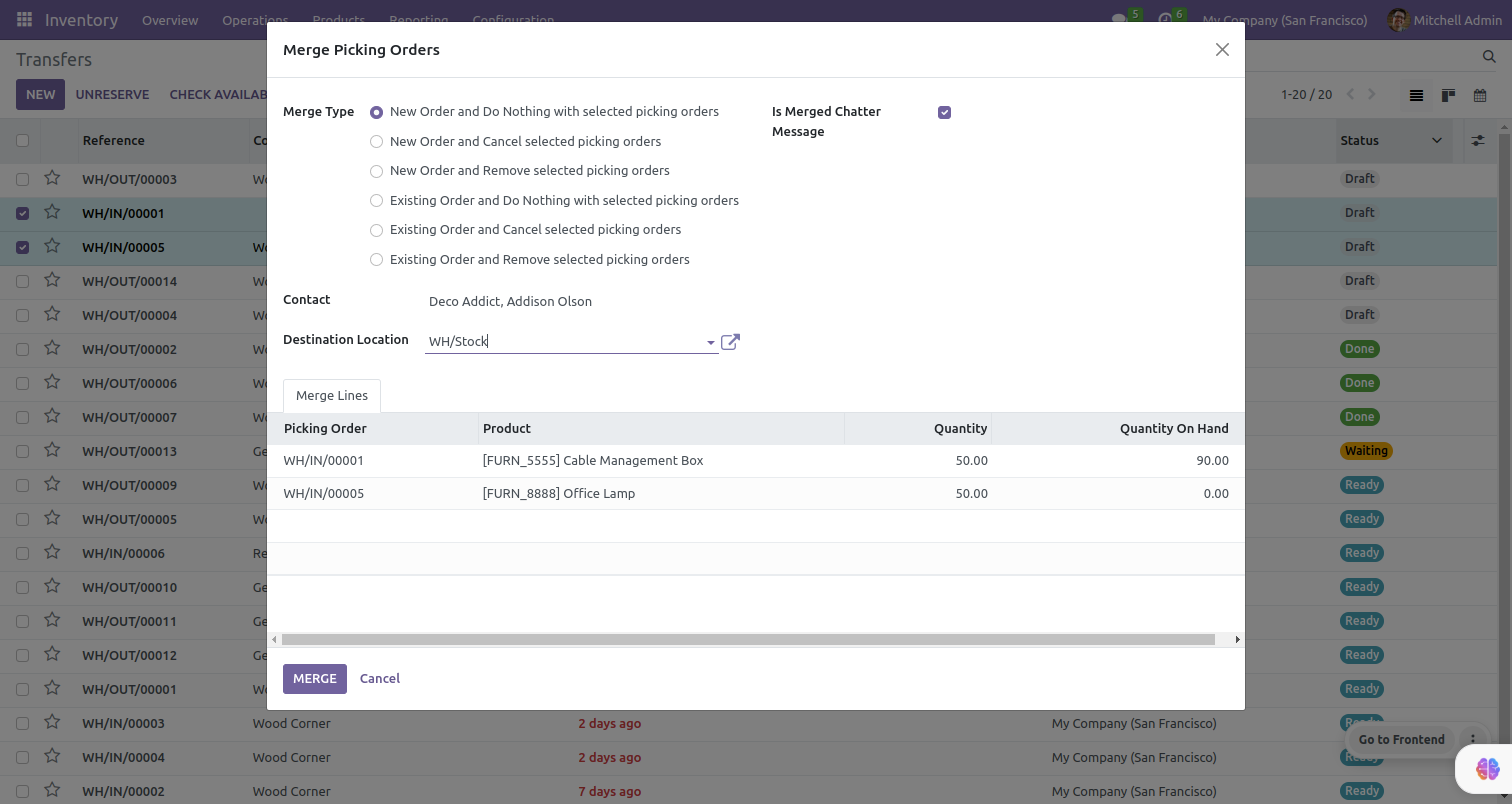 Inventory Overview Operations Products Reporting Configuration 5 6 My Company (San Francisco) Mitchell Admin
Transfers
NEW UNRESERVE CHECK AVAILAB 1-20 / 20
Merge Picking Orders
Merge Type
New Order and Do Nothing with selected picking orders
New Order and Cancel selected picking orders
New Order and Remove selected picking orders
Existing Order and Do Nothing with selected picking orders
Existing Order and Cancel selected picking orders
Existing Order and Remove selected picking orders
Is Merged Chatter
Message
Contact Deco Addict, Addison Olson
Destination Location WH/Stock
Merge Lines
Picking Order Product Quantity Quantity On Hand
WH/IN/00001 [FURN_5555] Cable Management Box 50.00 90.00
WH/IN/00005 [FURN_8888] Office Lamp 50.00 0.00
MERGE Cancel
Reference Co Status
WH/OUT/00003 Wo Draft
WH/IN/00001 Draft
WH/IN/00005 Wo Draft
WH/OUT/00014 Wo Draft
WH/OUT/00004 Wo Draft
WH/OUT/00002 Wo Done
WH/OUT/00006 Wo Done
WH/OUT/00007 Wo Done
WH/OUT/00013 Ge Waiting
WH/OUT/00009 Wo Ready
WH/OUT/00005 Wo Ready
WH/IN/00006 Re Ready
WH/OUT/00010 Ge Ready
WH/OUT/00011 Ge Ready
WH/OUT/00012 Ge Ready
WH/OUT/00001 Wo Ready
WH/IN/00003 Wood Corner 2 days ago My Company (San Francisco) Ready
WH/IN/00004 Wood Corner 2 days ago My Company (San Francisco) Ready
WH/IN/00002 Wood Corner 7 days ago My Company (San Francisco) Ready
Go to Frontend